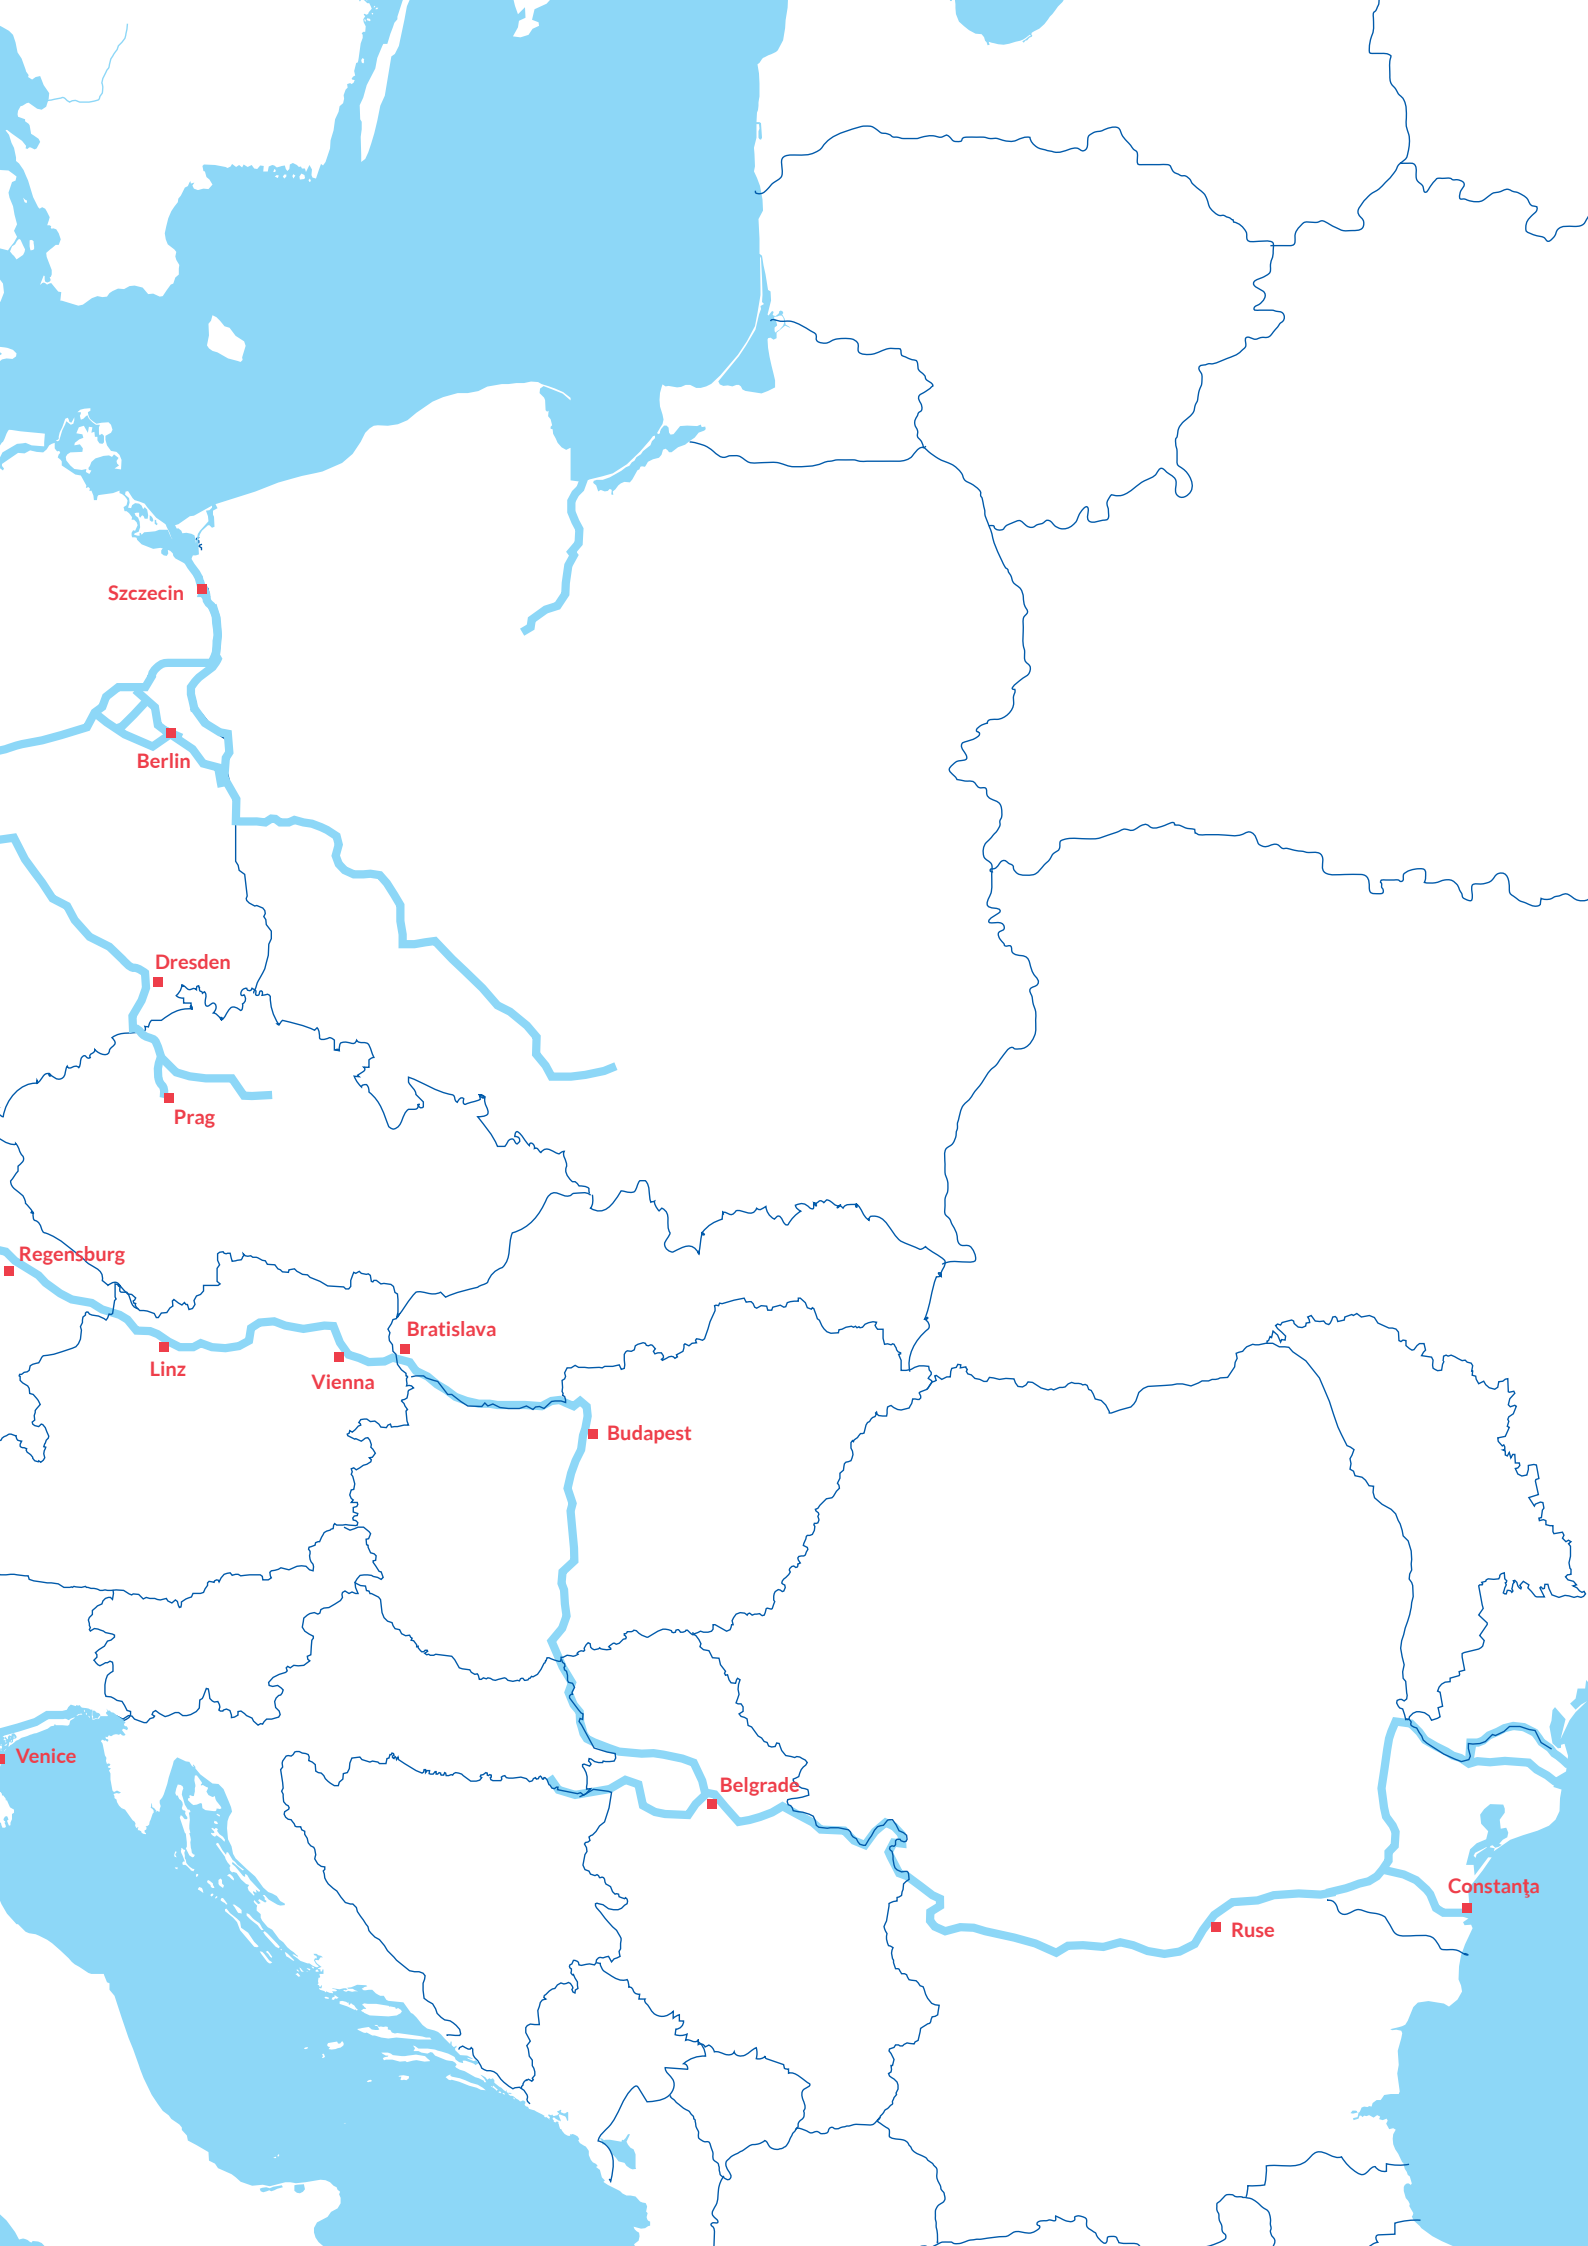 Szczecin
Berlin
Dresden
Prag
Regensburg
Bratislava
Linz
Vienna
Budapest
Venice
Belgrade
Constanţa
Ruse